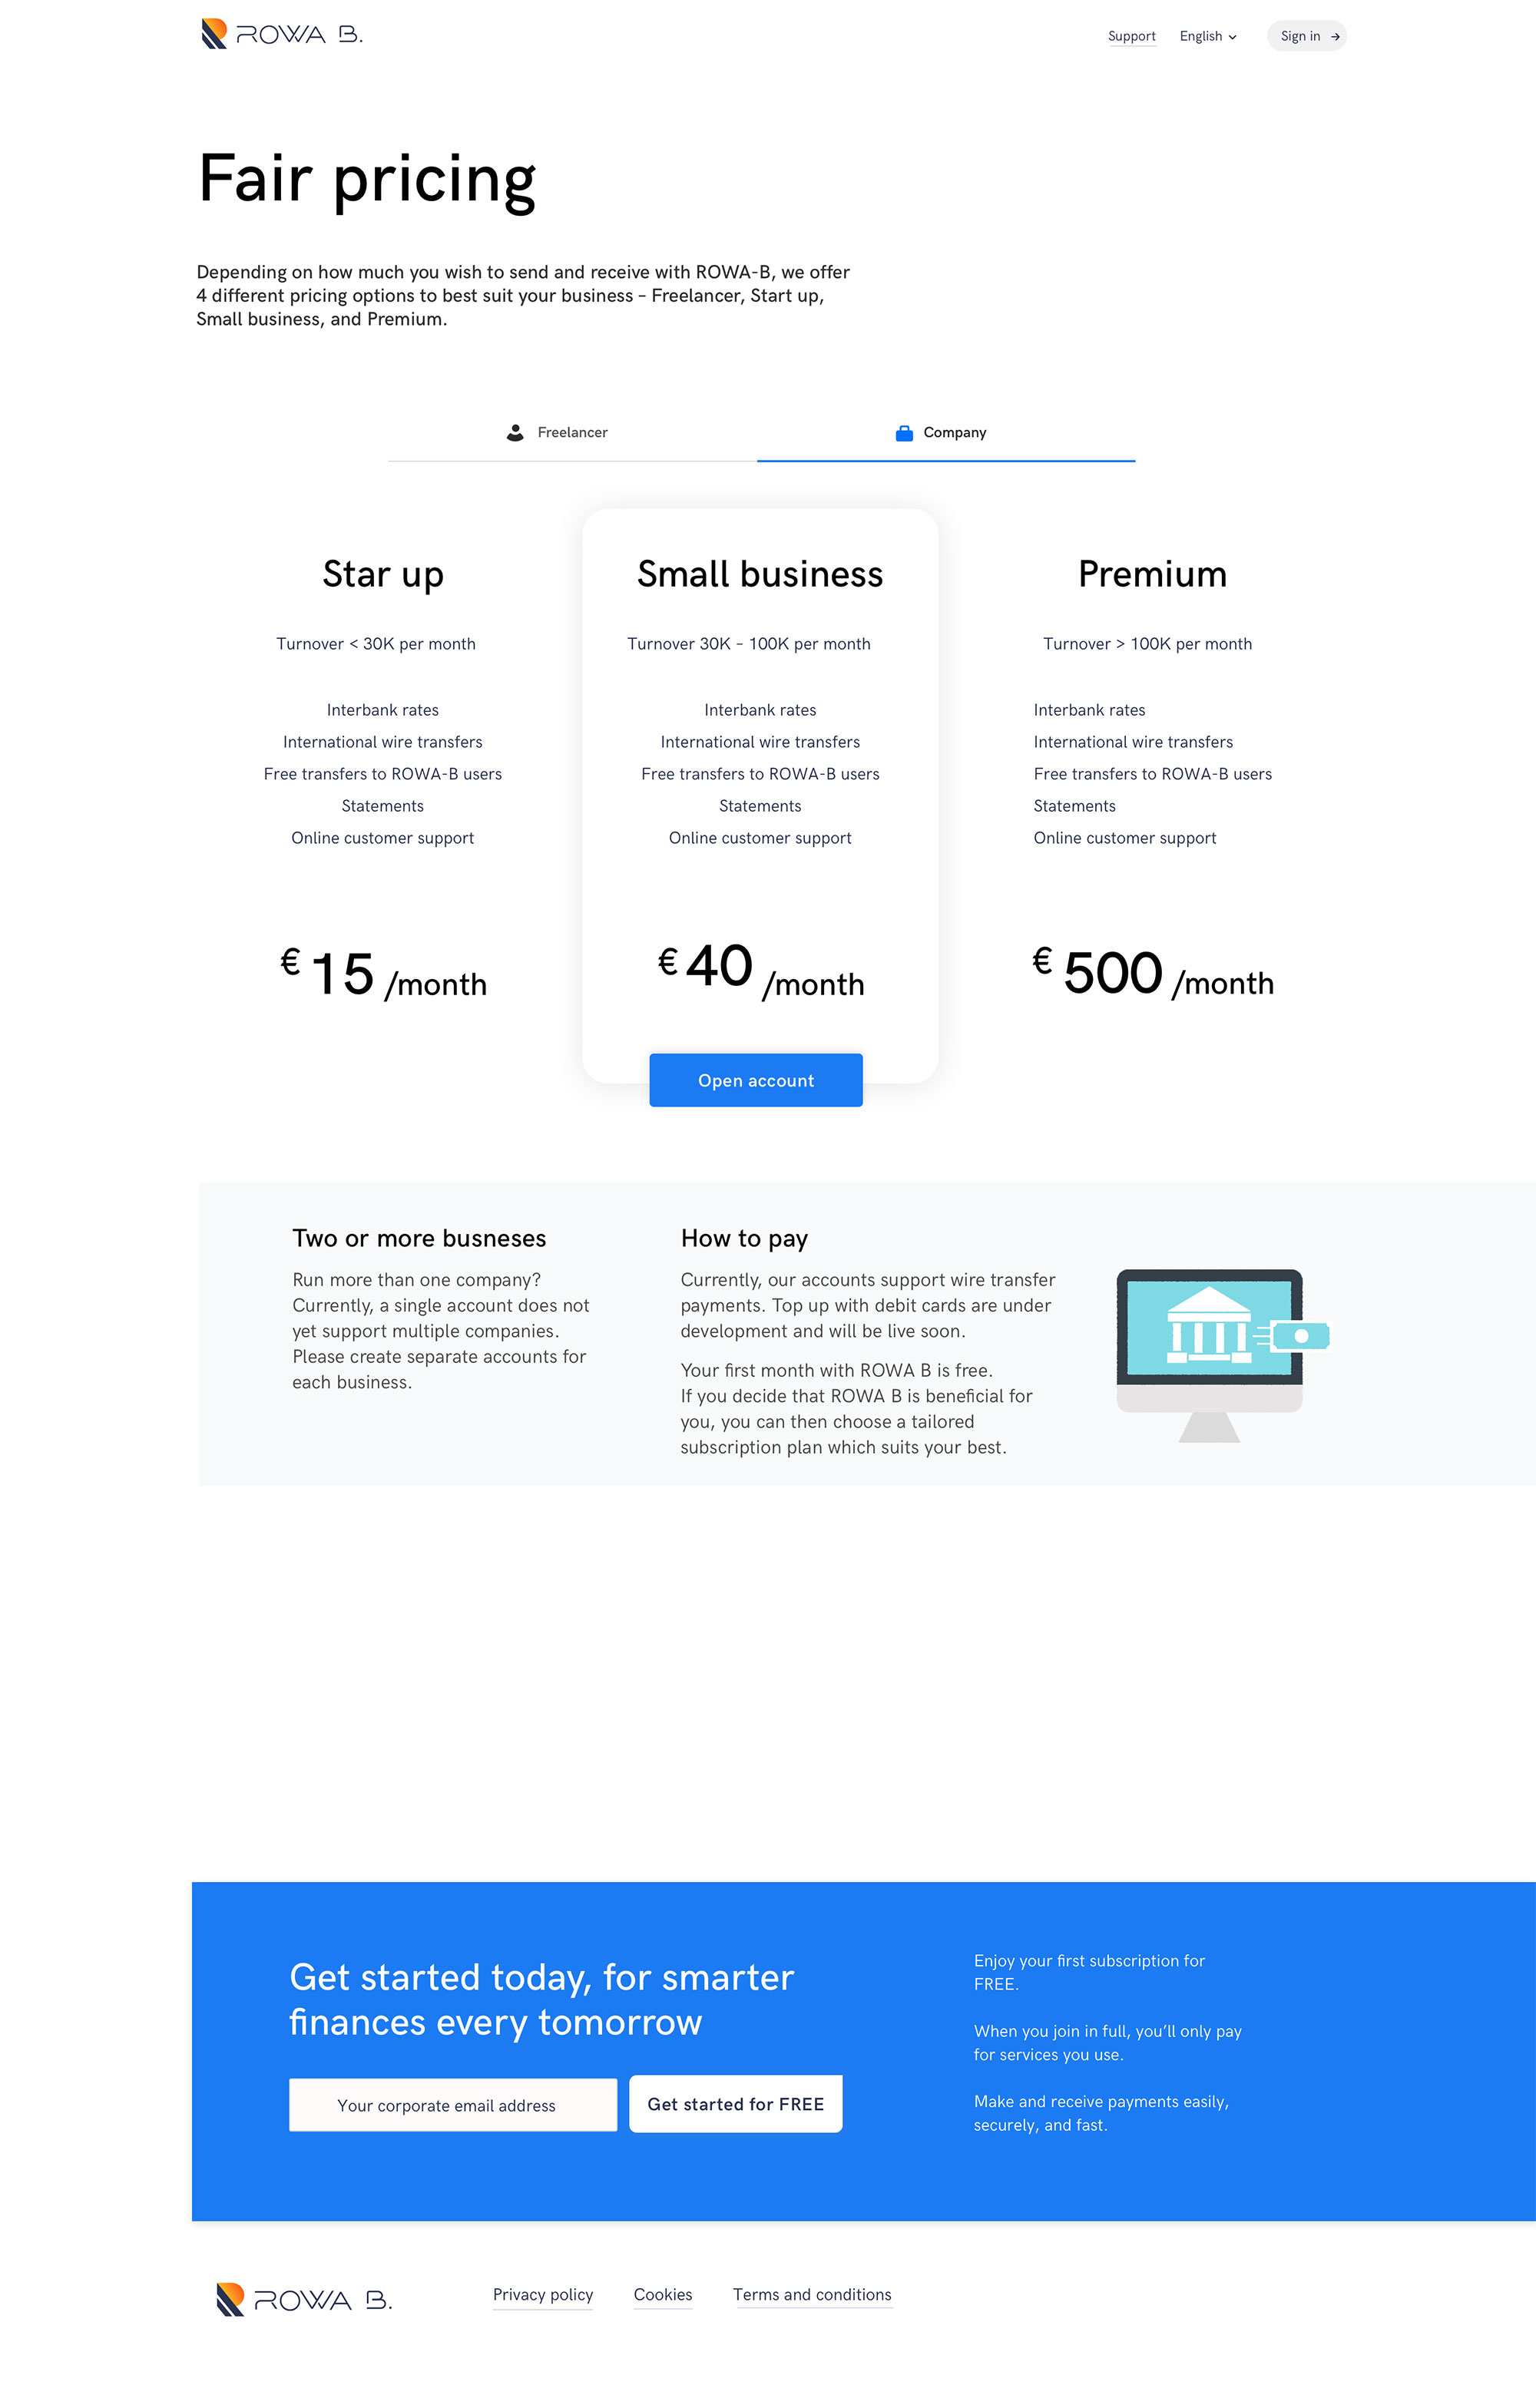 ROWA B.
Support
English
Sign in
Fair pricing
Depending on how much you wish to send and receive with ROWA-B, we offer
4 different pricing options to best suit your business – Freelancer, Start up,
Small business, and Premium.
Freelancer
Company
Star up
Turnover < 30K per month
Interbank rates
International wire transfers
Free transfers to ROWA-B users
Statements
Online customer support
€ 15 /month
Small business
Turnover 30K – 100K per month
Interbank rates
International wire transfers
Free transfers to ROWA-B users
Statements
Online customer support
€ 40 /month
Open account
Premium
Turnover > 100K per month
Interbank rates
International wire transfers
Free transfers to ROWA-B users
Statements
Online customer support
€ 500 /month
Two or more busneses
Run more than one company?
Currently, a single account does not
yet support multiple companies.
Please create separate accounts for
each business.
How to pay
Currently, our accounts support wire transfer
payments. Top up with debit cards are under
development and will be live soon.
Your first month with ROWA B is free.
If you decide that ROWA B is beneficial for
you, you can then choose a tailored
subscription plan which suits your best.
Get started today, for smarter
finances every tomorrow
Your corporate email address
Get started for FREE
Enjoy your first subscription for
FREE.
When you join in full, you’ll only pay
for services you use.
Make and receive payments easily,
securely, and fast.
ROWA B.
Privacy policy
Cookies
Terms and conditions